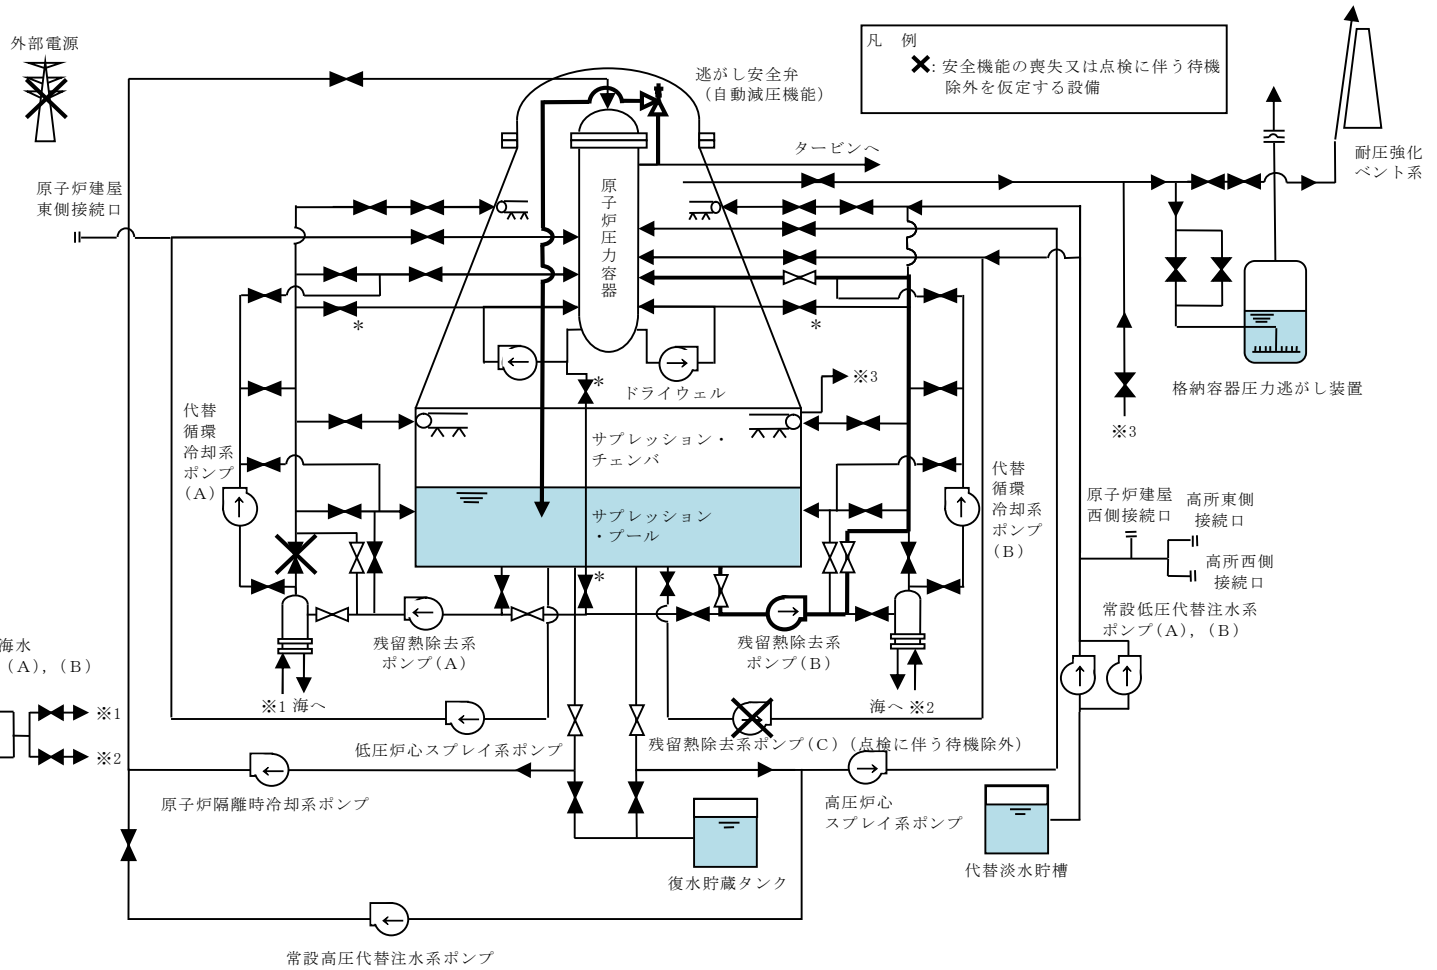 外部電源
凡　例
✕: 安全機能の喪失又は点検に伴う待機
除外を仮定する設備
逃がし安全弁
(自動減圧機能)
タービンへ
耐圧強化
ベント系
原子炉建屋
東側接続口
原子炉圧力容器
*
*
*
ドライウェル
※3
格納容器圧力逃がし装置
※3
代替
循環
冷却系
ポンプ
(A)
サプレッション・
チェンバ
サプレッション
・プール
代替
循環
冷却系
ポンプ
(B)
原子炉建屋
西側接続口
高所東側
接続口
高所西側
接続口
*
常設低圧代替注水系
ポンプ(A), (B)
残留熱除去系
ポンプ(A)
残留熱除去系
ポンプ(B)
海水
(A), (B)
※1 海へ
海へ ※2
※1
※2
低圧炉心スプレイ系ポンプ
残留熱除去系ポンプ(C) (点検に伴う待機除外)
原子炉隔離時冷却系ポンプ
高圧炉心
スプレイ系ポンプ
復水貯蔵タンク
代替淡水貯槽
常設高圧代替注水系ポンプ